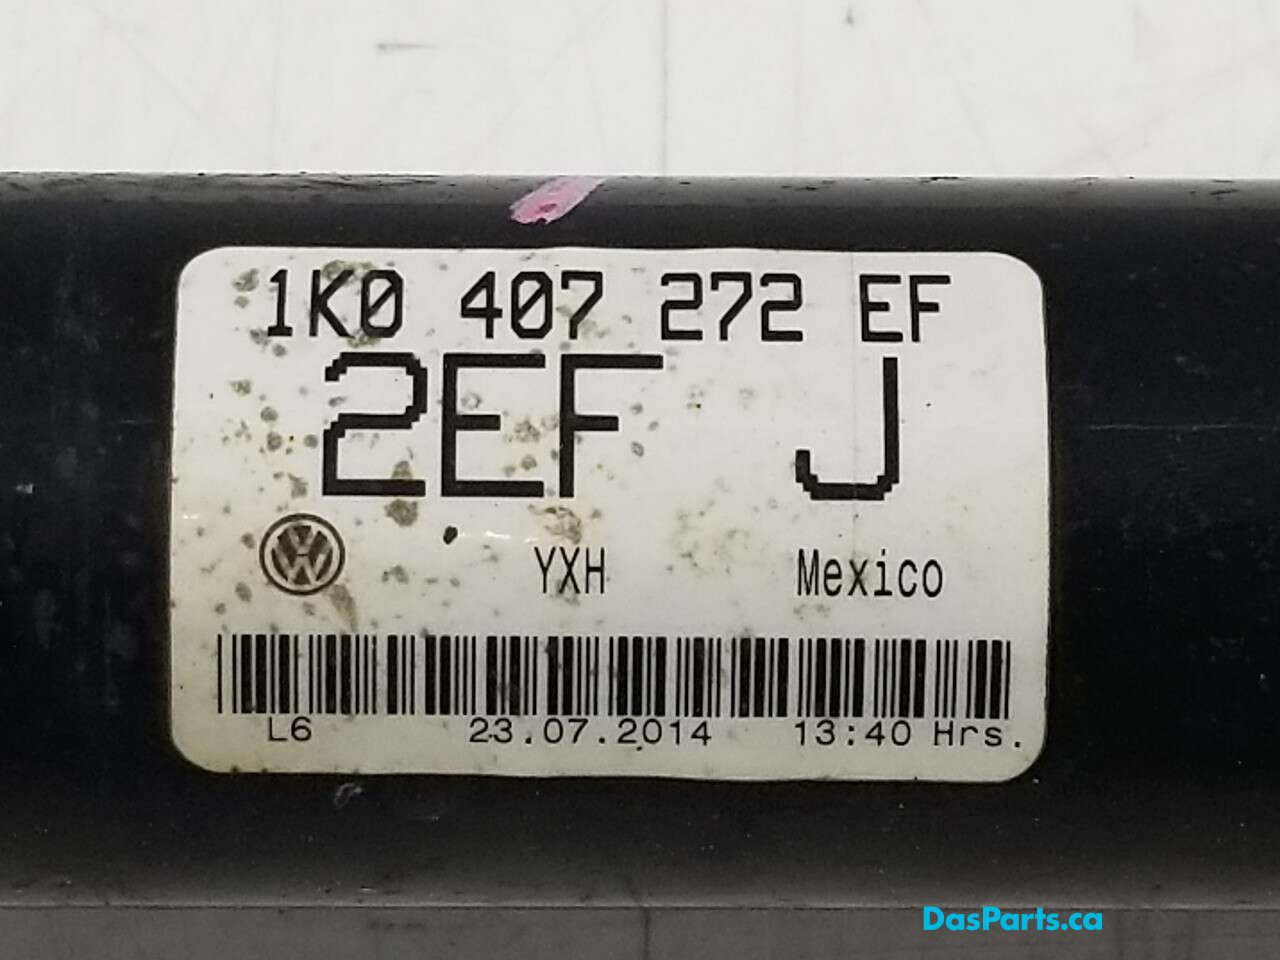 1K0 407 272 EF
2EF J
YXH Mexico
L6 23.07.2014 13:40 Hrs.
DasParts.ca